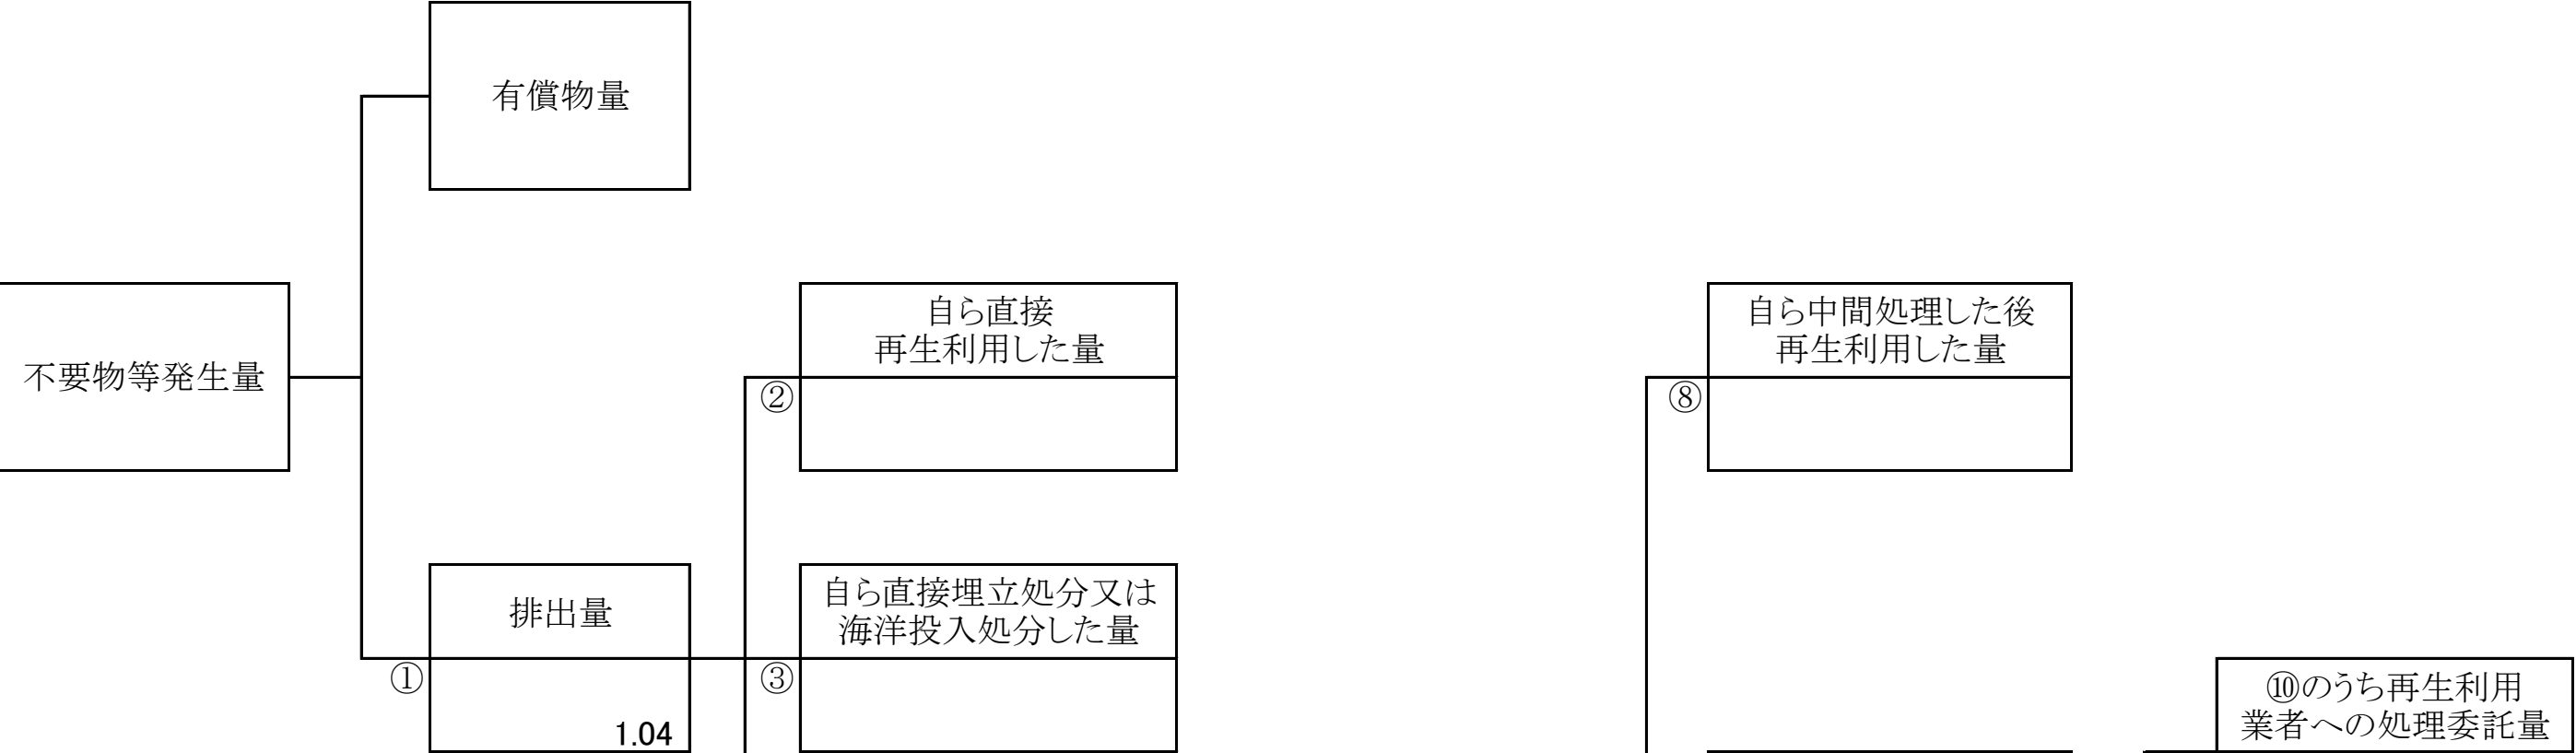 有償物量
不要物等発生量
自ら直接
再生利用した量
②
自ら中間処理した後
再生利用した量
⑧
排出量
①
1.04
自ら直接埋立処分又は
海洋投入処分した量
③
⑩のうち再生利用
業者への処理委託量